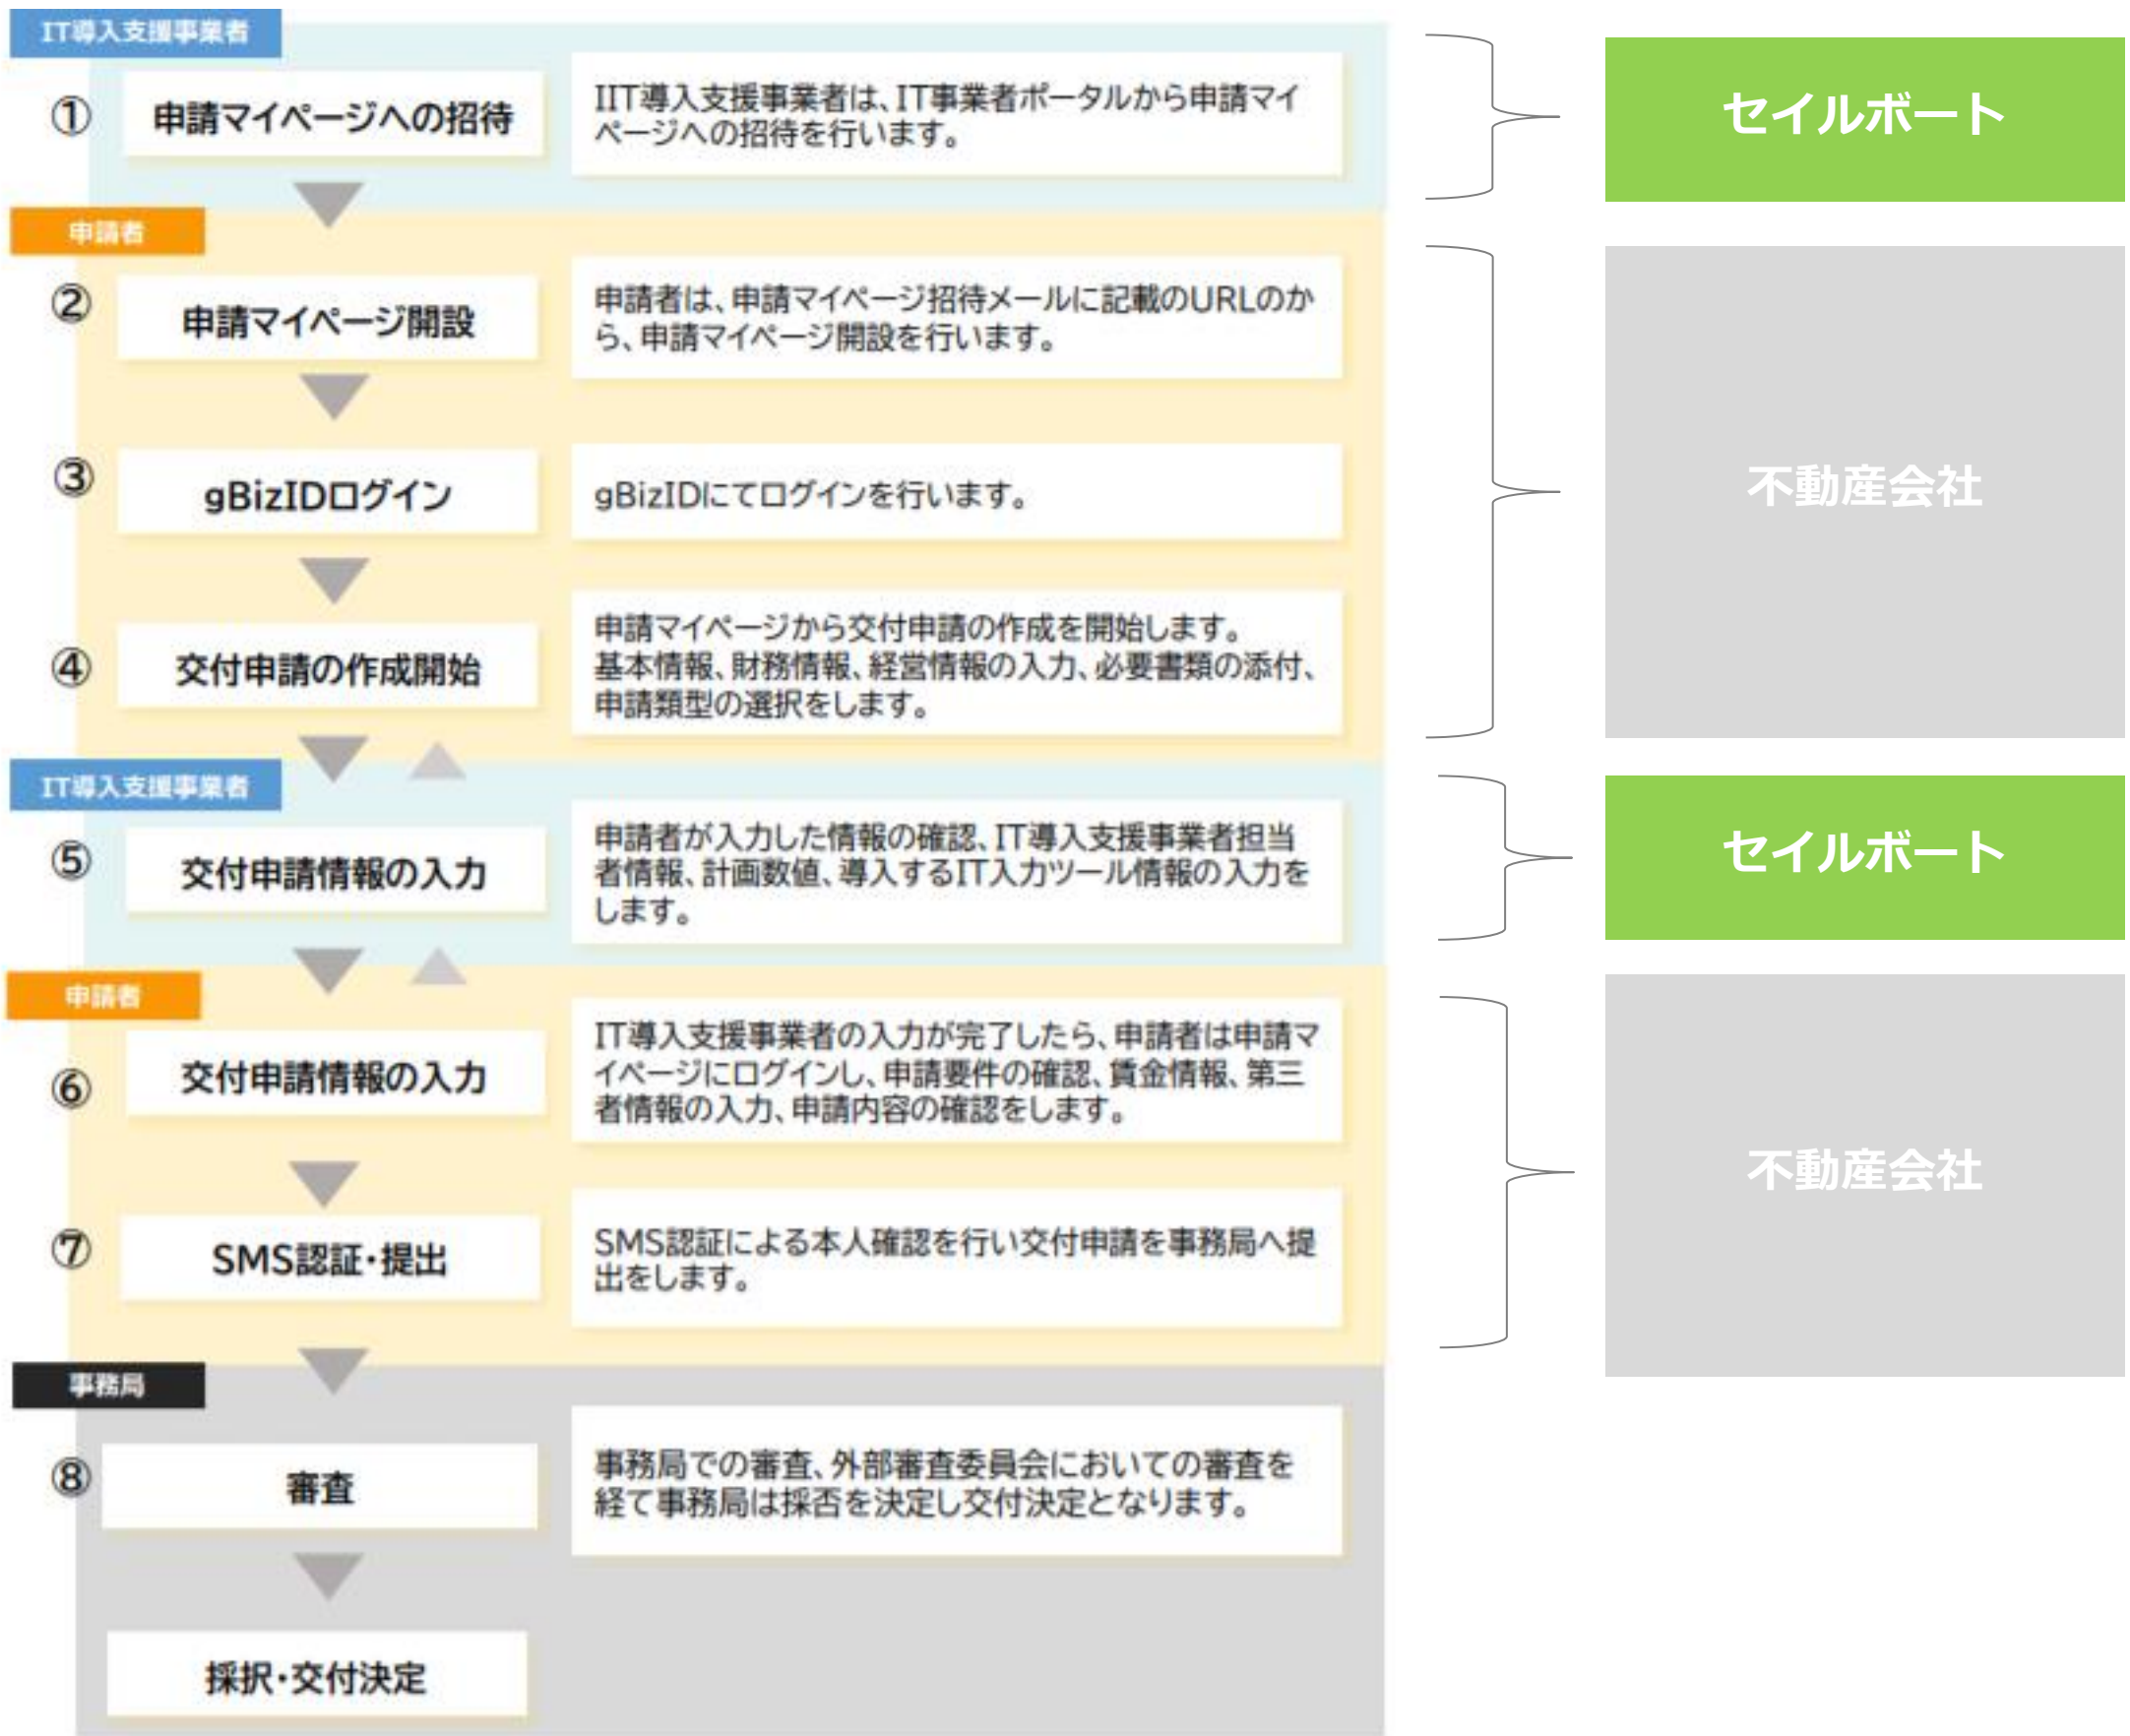 IT導入支援事業者
①
申請マイページへの招待
IIT導入支援事業者は、IT事業者ポータルから申請マイ
ページへの招待を行います。
セイルボート
申請者
②
申請マイページ開設
申請者は、申請マイページ招待メールに記載のURLのか
ら、申請マイページ開設を行います。
③
gBizIDログイン
gBizIDにてログインを行います。
不動産会社
④
交付申請の作成開始
申請マイページから交付申請の作成を開始します。
基本情報、財務情報、経営情報の入力、必要書類の添付、
申請類型の選択をします。
IT導入支援事業者
⑤
交付申請情報の入力
申請者が入力した情報の確認、IT導入支援事業者担当
者情報、計画数値、導入するIT入力ツール情報の入力を
します。
セイルボート
申請者
⑥
交付申請情報の入力
IT導入支援事業者の入力が完了したら、申請者は申請マ
イページにログインし、申請要件の確認、賃金情報、第三
者情報の入力、申請内容の確認をします。
不動産会社
⑦
SMS認証・提出
SMS認証による本人確認を行い交付申請を事務局へ提
出をします。
事務局
⑧
審査
事務局での審査、外部審査委員会においての審査を
経て事務局は採否を決定し交付決定となります。
採択・交付決定